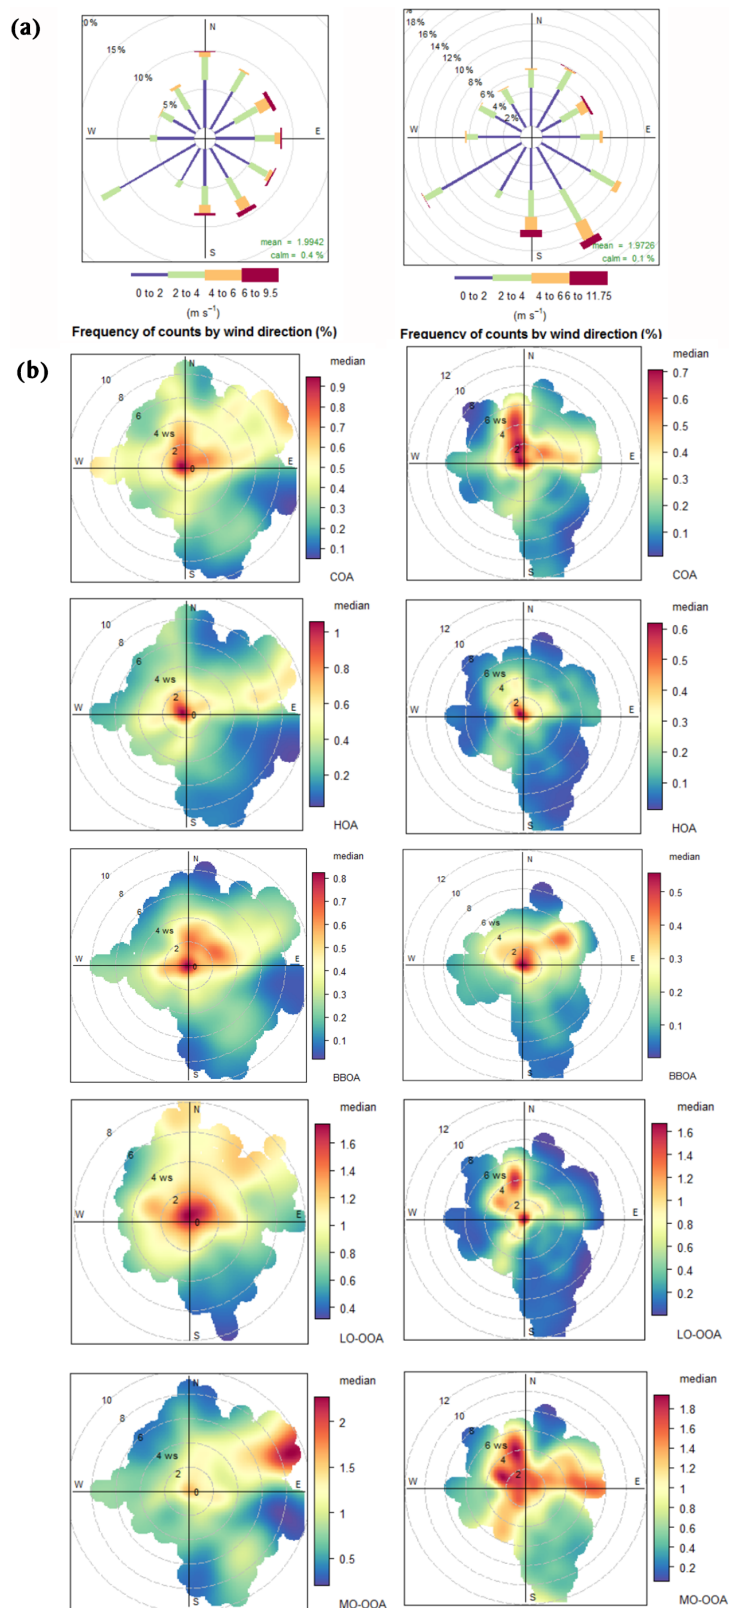 (a)
0% 15% 10% 5% N W E S
mean = 1.9942
calm = 0.4 %
0 to 2 2 to 4 4 to 6 6 to 9.5
(m s⁻¹)
Frequency of counts by wind direction (%)
% 18% 16% 14% 12% 10% 8% 6% 4% 2% N W E S
mean = 1.9726
calm = 0.1 %
0 to 2 2 to 4 4 to 6 6 to 11.75
(m s⁻¹)
Frequency of counts by wind direction (%)
(b)
median
10 8 6 4 ws 2 0 N W E S
0.9
0.8
0.7
0.6
0.5
0.4
0.3
0.2
0.1
COA
median
12 10 8 6 ws 4 2 N W E S
0.7
0.6
0.5
0.4
0.3
0.2
0.1
COA
median
10 8 6 4 ws 2 0 N W E S
1
0.8
0.6
0.4
0.2
HOA
median
12 10 8 6 ws 4 2 N W E S
0.6
0.5
0.4
0.3
0.2
0.1
HOA
median
10 8 6 4 ws 2 0 N W E S
0.8
0.7
0.6
0.5
0.4
0.3
0.2
0.1
BBOA
median
12 10 8 6 ws 4 2 N W E S
0.5
0.4
0.3
0.2
0.1
BBOA
median
8 6 4 ws 2 0 N W E S
1.6
1.4
1.2
1
0.8
0.6
0.4
LO-OOA
median
12 10 8 6 ws 4 2 N W E S
1.6
1.4
1.2
1
0.8
0.6
0.4
0.2
LO-OOA
median
10 8 6 4 ws 2 0 N W E S
2
1.5
1
0.5
MO-OOA
median
12 10 8 6 ws 4 2 N W E S
1.8
1.6
1.4
1.2
1
0.8
0.6
0.4
0.2
MO-OOA